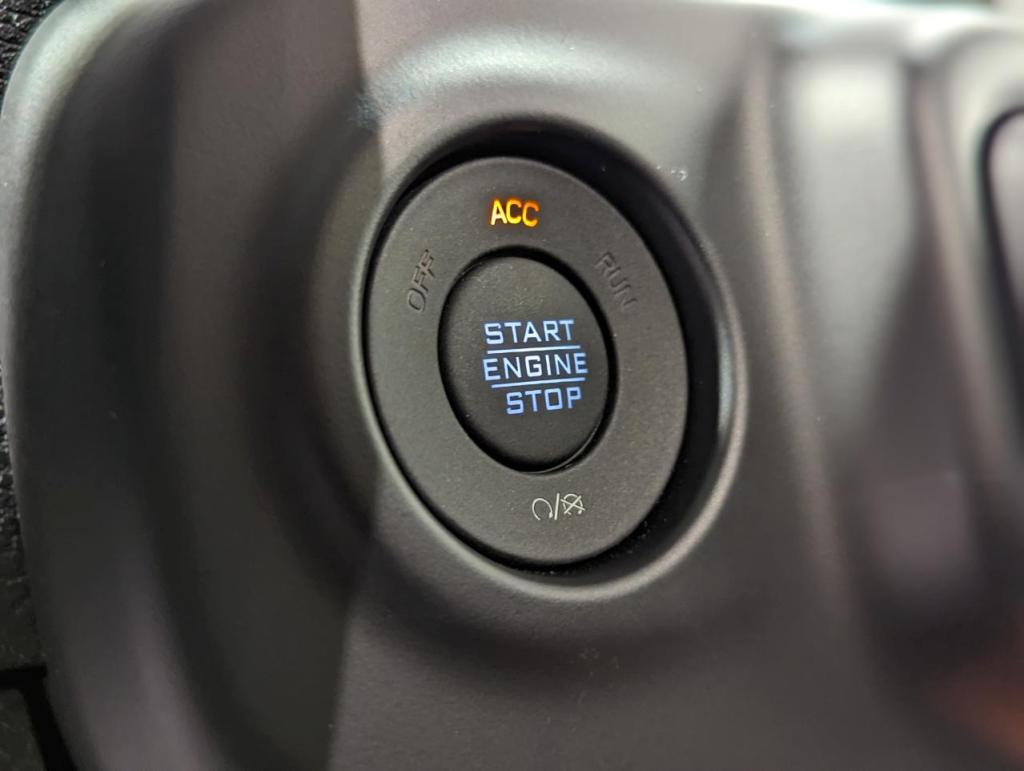 ACC
OFF
RUN
START
ENGINE
STOP